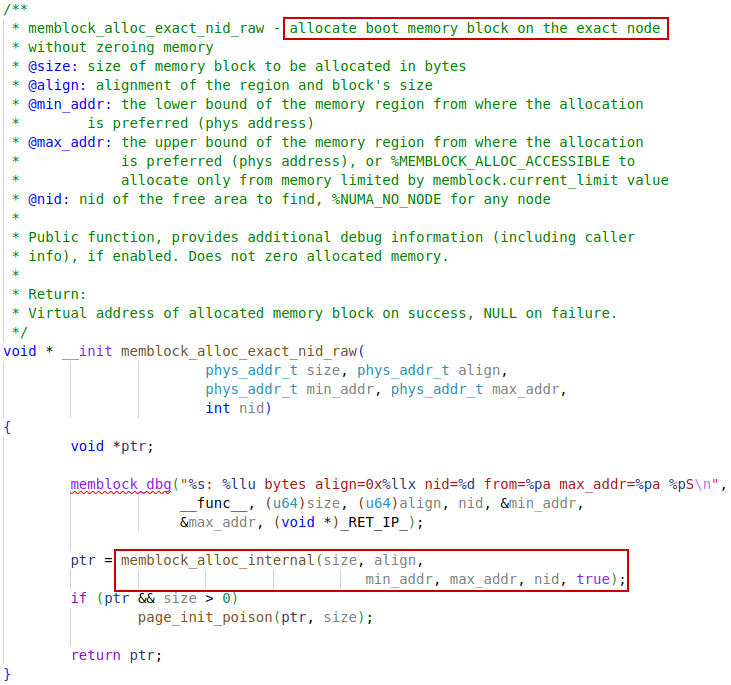 /**
 * memblock_alloc_exact_nid_raw - allocate boot memory block on the exact node
 * without zeroing memory
 * @size: size of memory block to be allocated in bytes
 * @align: alignment of the region and block's size
 * @min_addr: the lower bound of the memory region from where the allocation
 *        is preferred (phys address)
 * @max_addr: the upper bound of the memory region from where the allocation
 *            is preferred (phys address), or %MEMBLOCK_ALLOC_ACCESSIBLE to
 *            allocate only from memory limited by memblock.current_limit value
 * @nid: nid of the free area to find, %NUMA_NO_NODE for any node
 *
 * Public function, provides additional debug information (including caller
 * info), if enabled. Does not zero allocated memory.
 *
 * Return:
 * Virtual address of allocated memory block on success, NULL on failure.
 */
void * __init memblock_alloc_exact_nid_raw(
                        phys_addr_t size, phys_addr_t align,
                        phys_addr_t min_addr, phys_addr_t max_addr,
                        int nid)
{
        void *ptr;

        memblock_dbg("%s: %llu bytes align=0x%llx nid=%d from=%pa max_addr=%pa %pS\n",
                     __func__, (u64)size, (u64)align, nid, &min_addr,
                     &max_addr, (void *)_RET_IP_);

        ptr = memblock_alloc_internal(size, align,
                                           min_addr, max_addr, nid, true);
        if (ptr && size > 0)
                page_init_poison(ptr, size);

        return ptr;
}